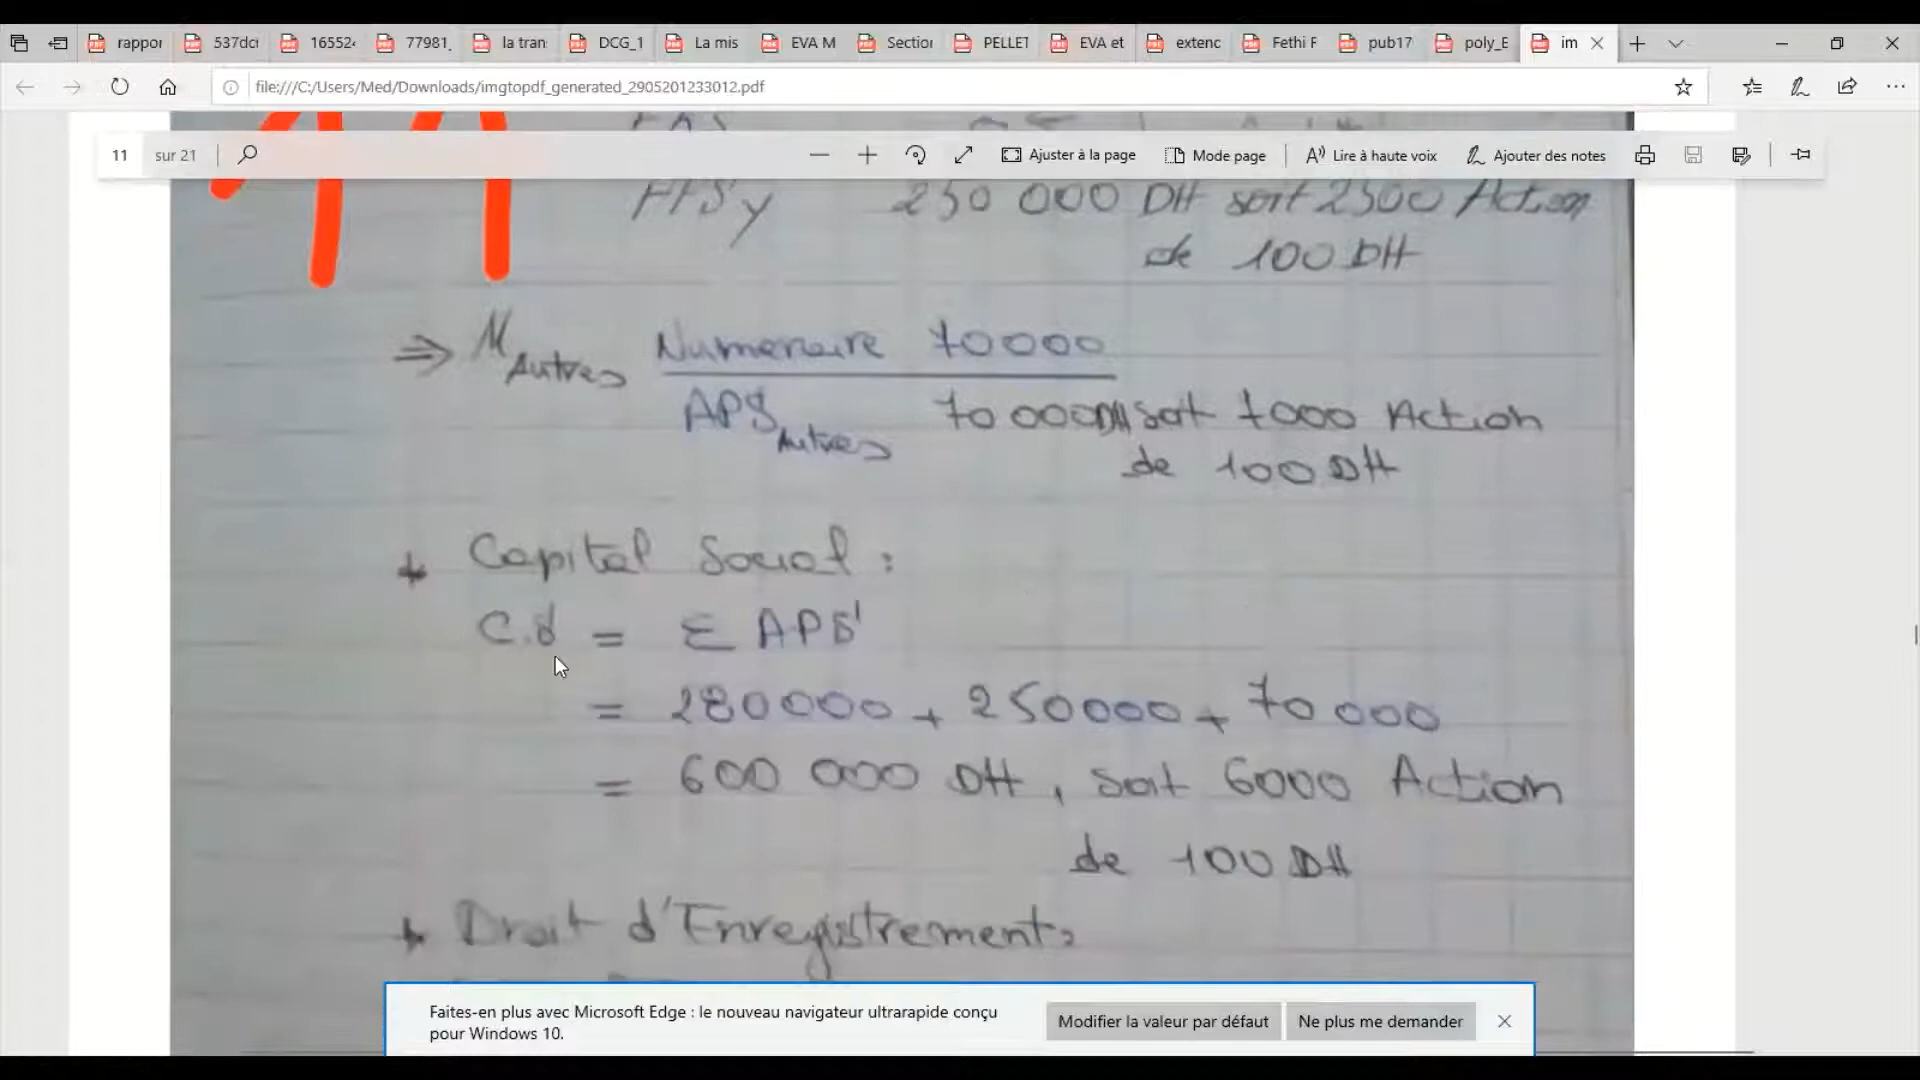 rappor 537dci 16552 77981_ la tran DCG_1 La mis EVA M Section PELLET EVA et extenc Fethi F pub17 poly_E im
file:///C:/Users/Med/Downloads/imgtopdf_generated_2905201233012.pdf
11 sur 21 Ajuster à la page Mode page Lire à haute voix Ajouter des notes
250 000 DH soit 2500 Action
de 100 DH
⇒ M Autres Numeraire 70000
APS Autres 70 000 DH soit 7000 Action
de 100 DH
+ Capital Social :
C.S = Σ APS
= 280000 + 250000 + 70 000
= 600 000 DH, soit 6000 Action
de 100 DH
+ Droit d'Enregistrement
Faites-en plus avec Microsoft Edge : le nouveau navigateur ultrarapide conçu
pour Windows 10.
Modifier la valeur par défaut Ne plus me demander